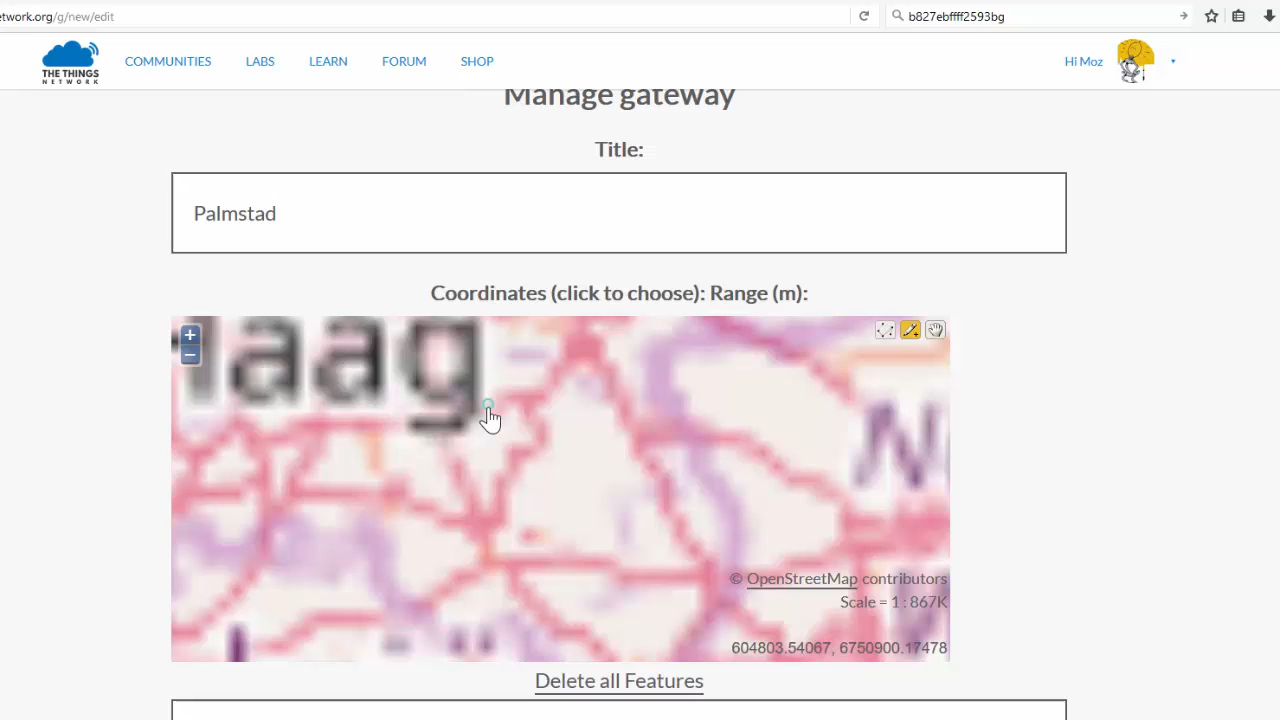 etwork.org/g/new/edit
b827ebffff2593bg
THE THINGS
NETWORK
COMMUNITIES
LABS
LEARN
FORUM
SHOP
Hi Moz
Manage gateway
Title:
Palmstad
Coordinates (click to choose): Range (m):
+
−
aag
N
© OpenStreetMap contributors
Scale = 1 : 867K
604803.54067, 6750900.17478
Delete all Features